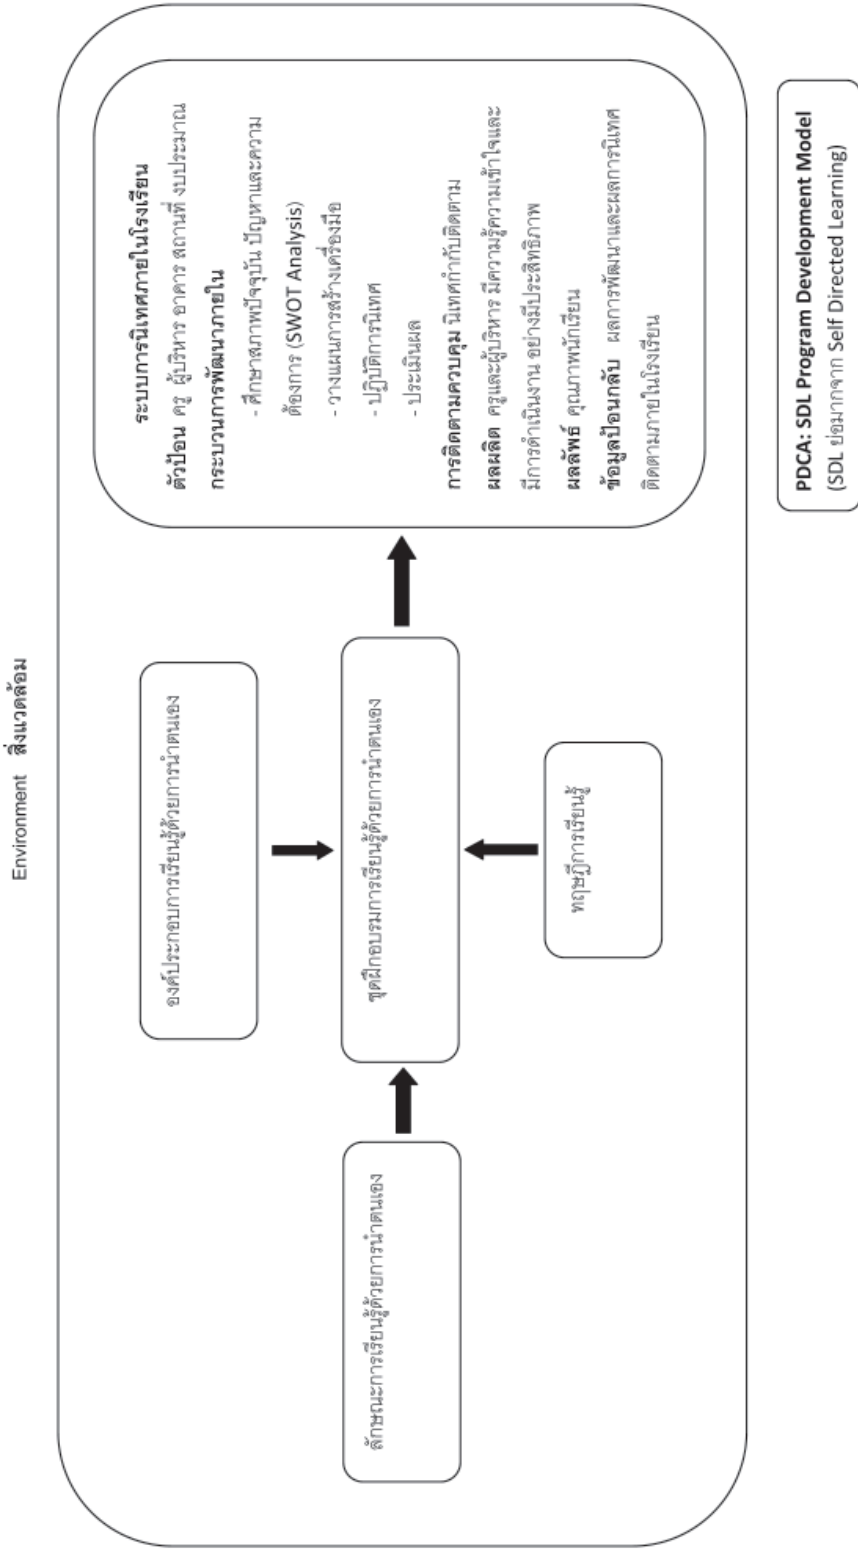 Environment สิ่งแวดล้อม
องค์ประกอบการเรียนรู้ด้วยการนำตนเอง
ลักษณะการเรียนรู้ด้วยการนำตนเอง
ชุดฝึกอบรมการเรียนรู้ด้วยการนำตนเอง
ทฤษฎีการเรียนรู้
ระบบการนิเทศภายในโรงเรียน
ตัวป้อน ครู ผู้บริหาร อาคาร สถานที่ งบประมาณ
กระบวนการพัฒนาภายใน
- ศึกษาสภาพปัจจุบัน ปัญหาและความ
ต้องการ (SWOT Analysis)
- วางแผนการสร้างเครื่องมือ
- ปฏิบัติการนิเทศ
- ประเมินผล
การติดตามควบคุม นิเทศกำกับติดตาม
ผลผลิต ครูและผู้บริหาร มีความรู้ความเข้าใจและ
มีการดำเนินงาน อย่างมีประสิทธิภาพ
ผลลัพธ์ คุณภาพนักเรียน
ข้อมูลป้อนกลับ ผลการพัฒนาและผลการนิเทศ
ติดตามภายในโรงเรียน
PDCA: SDL Program Development Model
(SDL ย่อมากจาก Self Directed Learning)